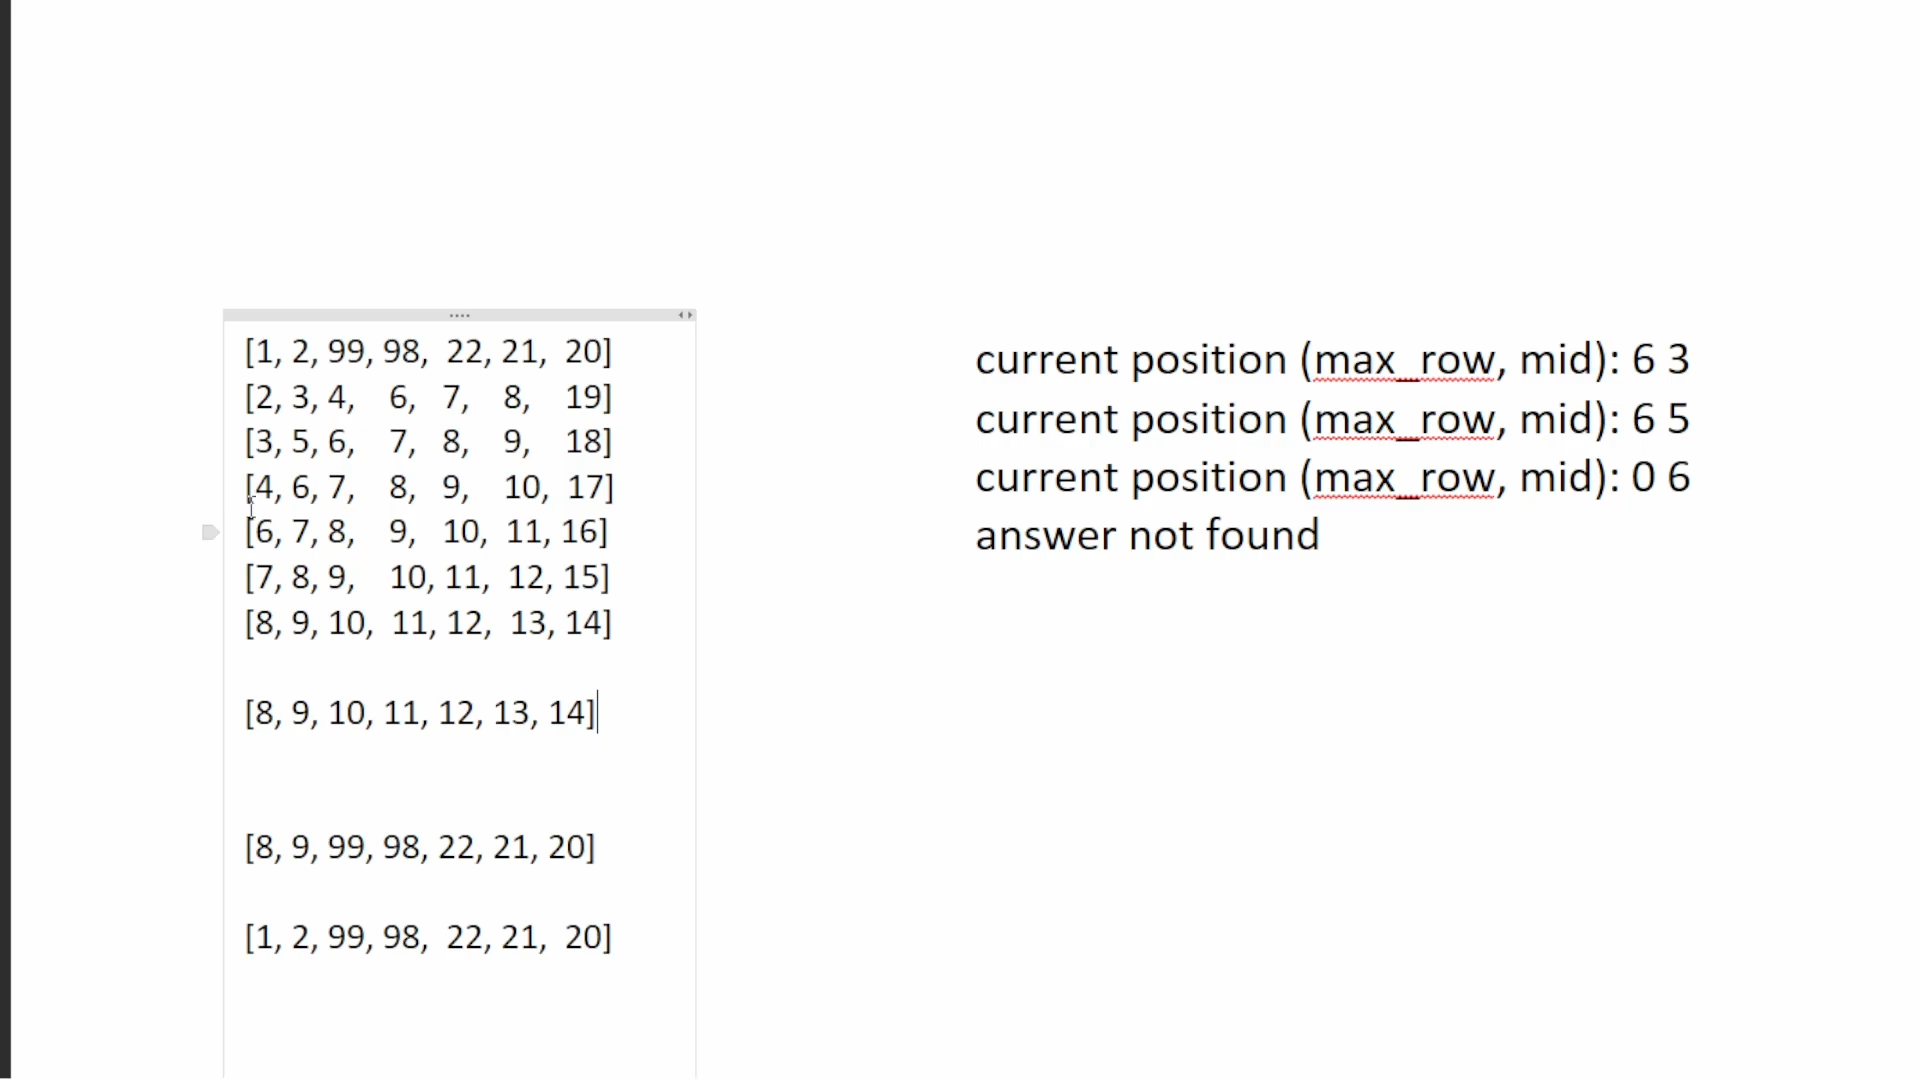 [1, 2, 99, 98, 22, 21, 20]
[2, 3, 4, 6, 7, 8, 19]
[3, 5, 6, 7, 8, 9, 18]
[4, 6, 7, 8, 9, 10, 17]
[6, 7, 8, 9, 10, 11, 16]
[7, 8, 9, 10, 11, 12, 15]
[8, 9, 10, 11, 12, 13, 14]
[8, 9, 10, 11, 12, 13, 14]
[8, 9, 99, 98, 22, 21, 20]
[1, 2, 99, 98, 22, 21, 20]
current position (max_row, mid): 6 3
current position (max_row, mid): 6 5
current position (max_row, mid): 0 6
answer not found